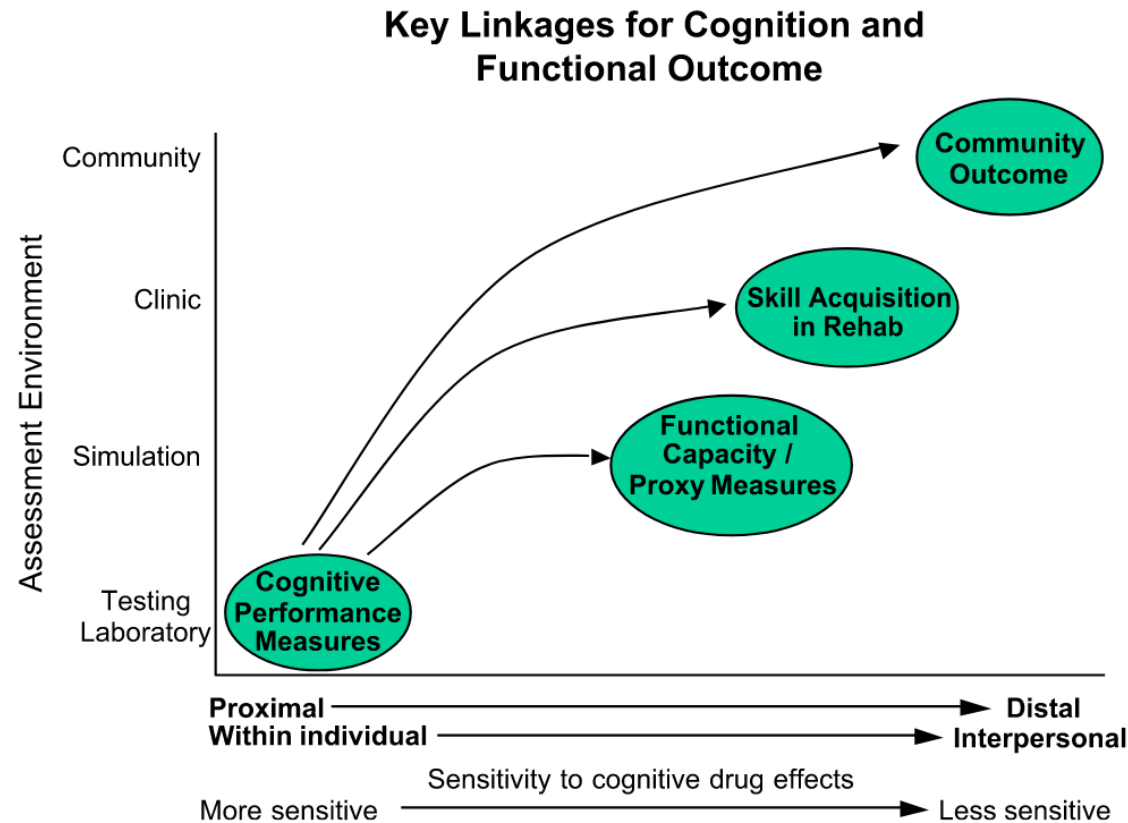 Key Linkages for Cognition and
Functional Outcome
Assessment Environment
Community
Clinic
Simulation
Testing
Laboratory
Community
Outcome
Skill Acquisition
in Rehab
Functional
Capacity /
Proxy Measures
Cognitive
Performance
Measures
Proximal Distal
Within individual Interpersonal
Sensitivity to cognitive drug effects
More sensitive Less sensitive